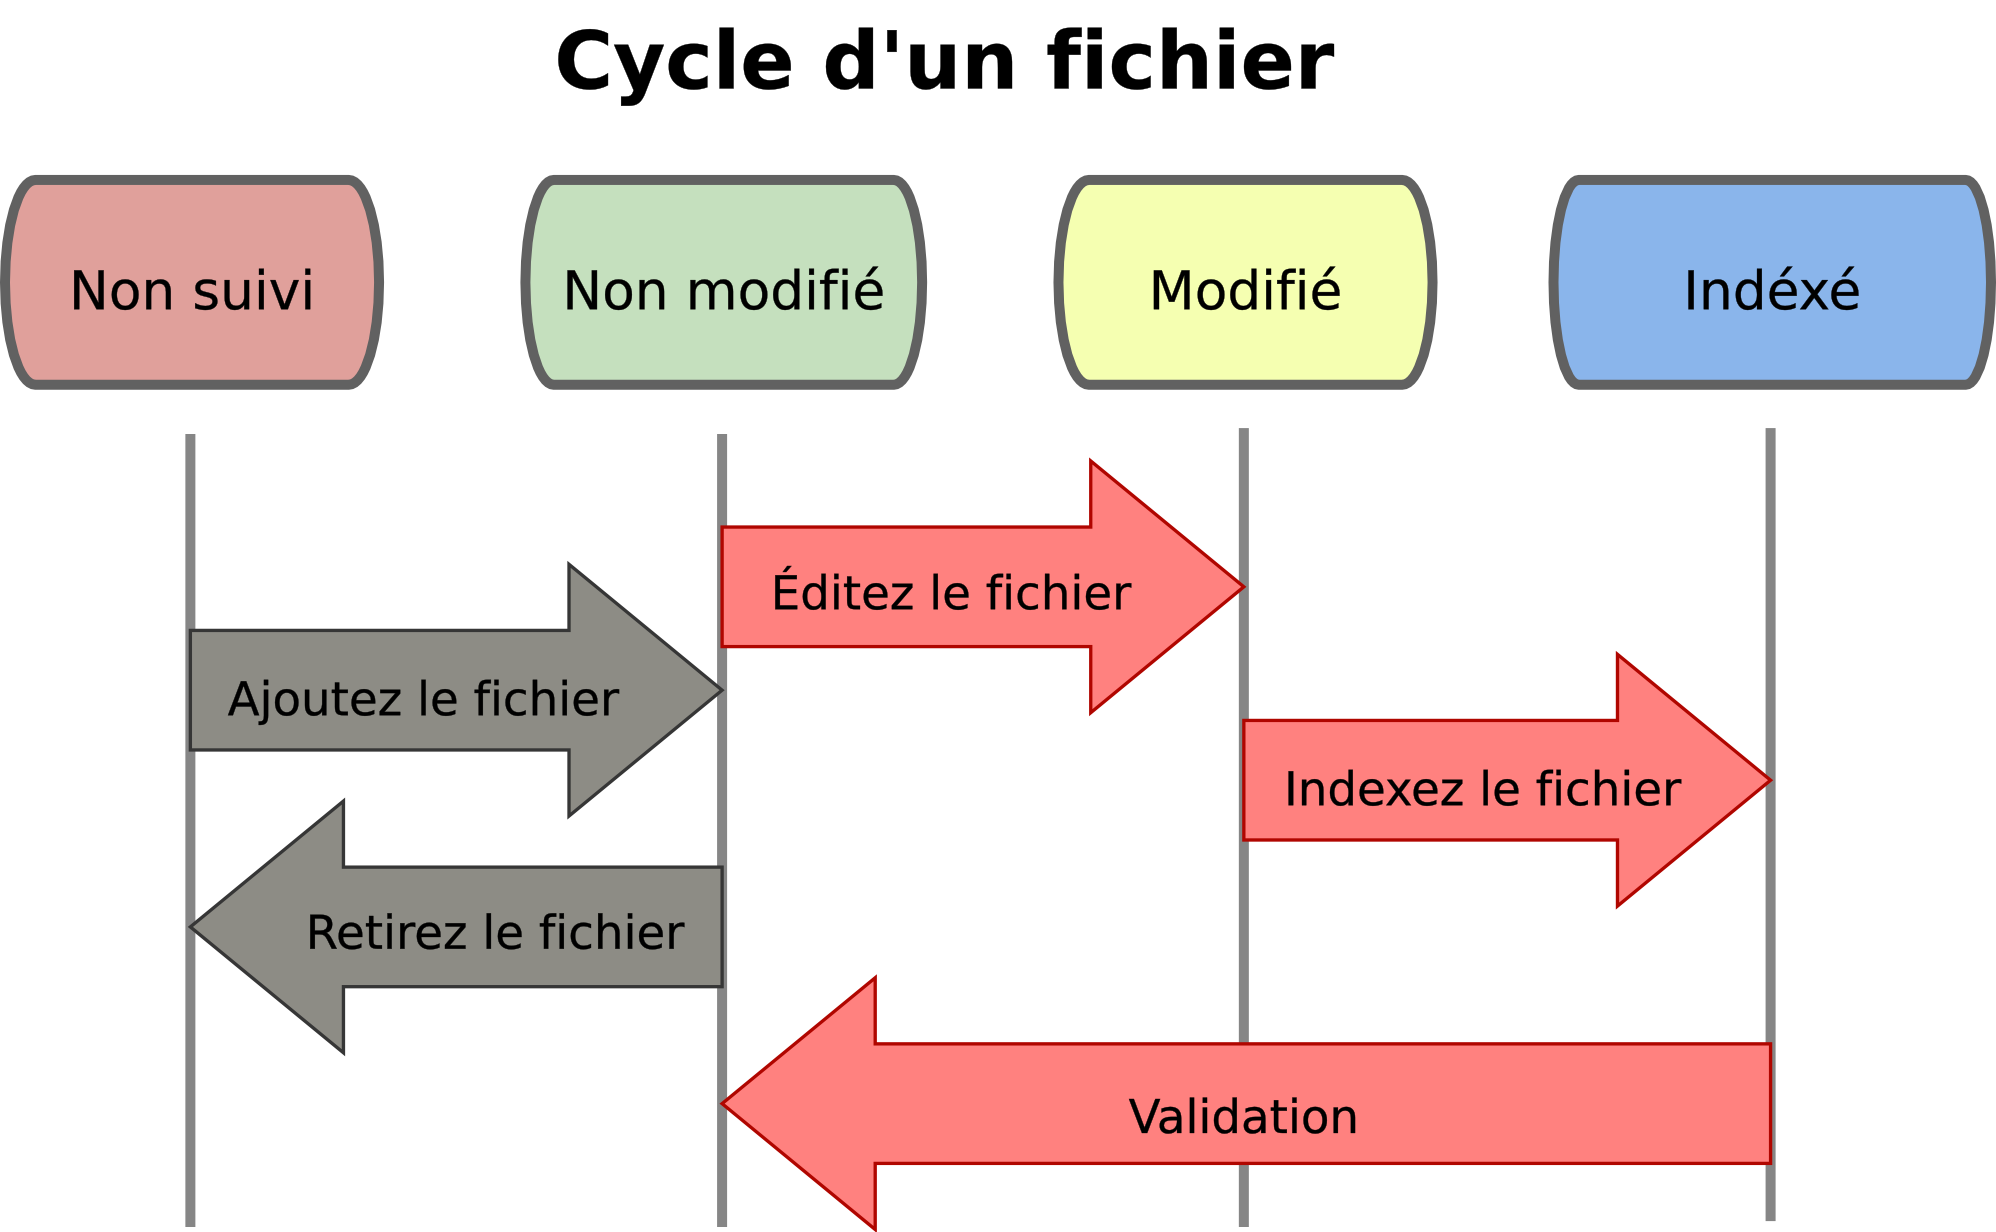 Cycle d'un fichier
Non suivi
Non modifié
Modifié
Indéxé
Éditez le fichier
Ajoutez le fichier
Indexez le fichier
Retirez le fichier
Validation